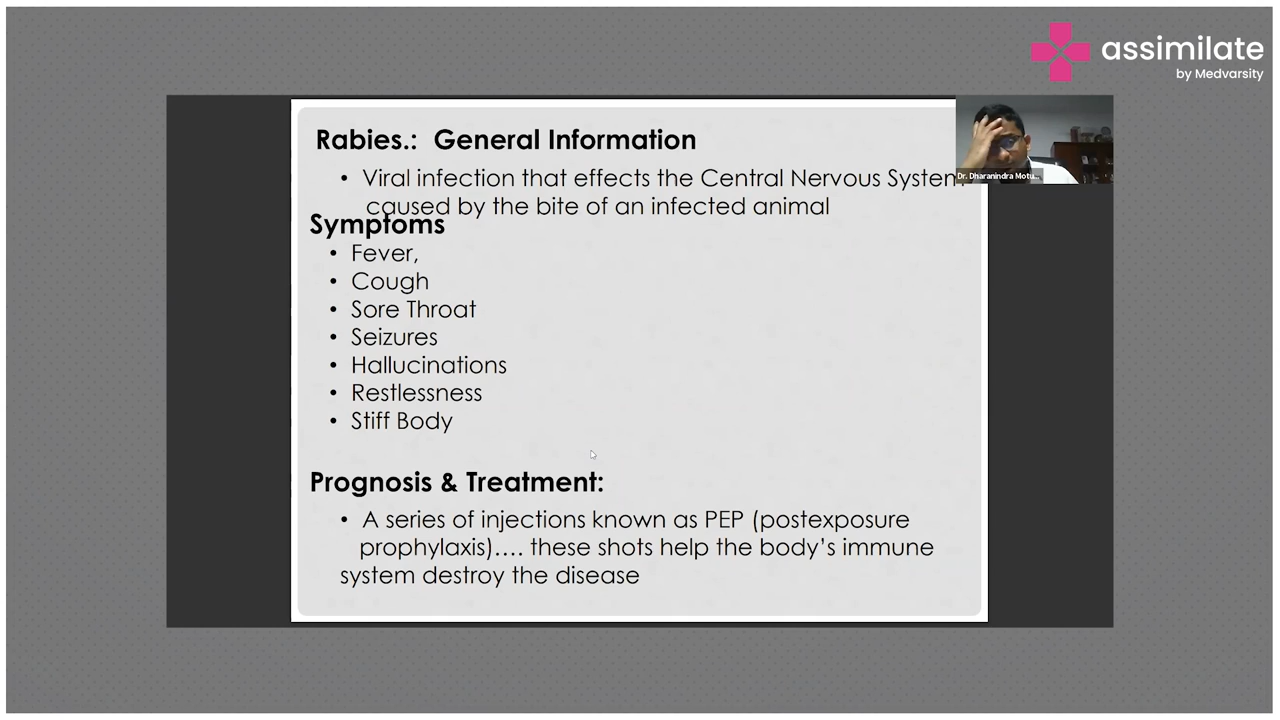 assimilate
by Medvarsity
Rabies.: General Information
• Viral infection that effects the Central Nervous System
caused by the bite of an infected animal
Dr. Dharanindra Motu...
Symptoms
• Fever,
• Cough
• Sore Throat
• Seizures
• Hallucinations
• Restlessness
• Stiff Body
Prognosis & Treatment:
• A series of injections known as PEP (postexposure
prophylaxis).... these shots help the body's immune
system destroy the disease